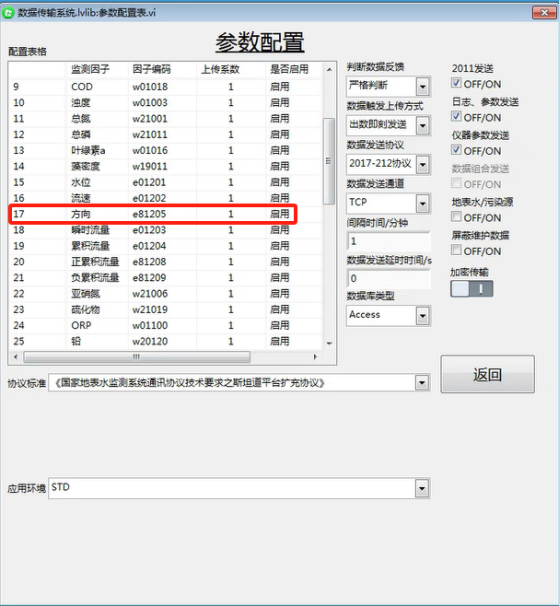 数据传输系统.lvlib:参数配置表.vi
参数配置
配置表格
监测因子 因子编码 上传系数 是否启用
9 COD w01018 1 启用
10 浊度 w01003 1 启用
11 总氮 w21001 1 启用
12 总磷 w21011 1 启用
13 叶绿素a w01016 1 启用
14 藻密度 w19011 1 启用
15 水位 e01201 1 启用
16 流速 e01202 1 启用
17 方向 e81205 1 启用
18 瞬时流量 e01203 1 启用
19 累积流量 e01204 1 启用
20 正累积流量 e81208 1 启用
21 负累积流量 e81209 1 启用
22 亚硝氮 w21006 1 启用
23 硫化物 w21019 1 启用
24 ORP w01100 1 启用
25 铅 w20120 1 启用
判断数据反馈
严格判断
数据触发上传方式
出数即刻发送
数据发送协议
2017-212协议
数据发送通道
TCP
间隔时间/分钟
1
数据发送延时时间/s
0
数据库类型
Access
2011发送
OFF/ON
日志、参数发送
OFF/ON
仪器参数发送
OFF/ON
数据组合发送
OFF/ON
地表水/污染源
OFF/ON
屏蔽维护数据
OFF/ON
加密传输
返回
协议标准 《国家地表水监测系统通讯协议技术要求之斯坦道平台扩充协议》
应用环境 STD